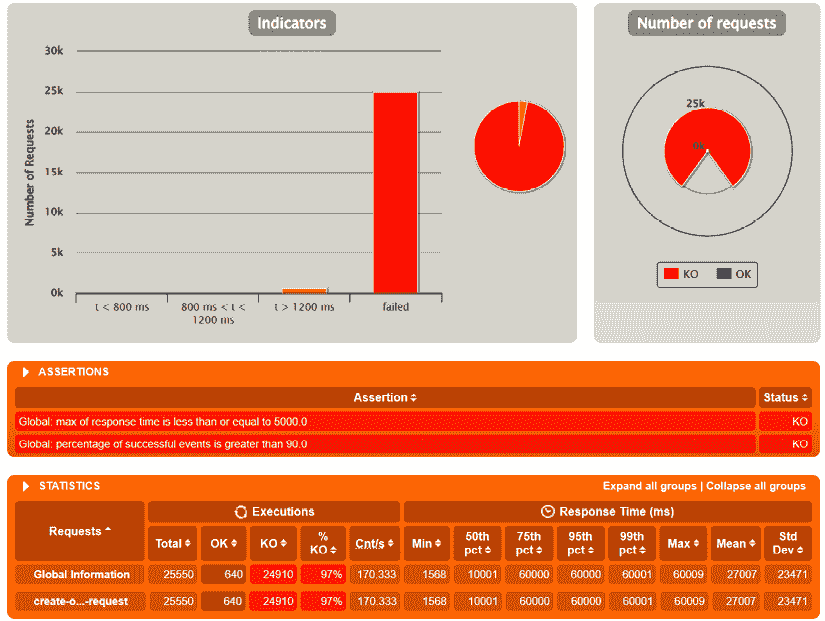 Indicators
Number of requests
Number of Requests
30k
25k
20k
15k
10k
5k
0k
t < 800 ms
800 ms < t <
1200 ms
t > 1200 ms
failed
25k
KO OK
ASSERTIONS
Assertion Status
Global: max of response time is less than or equal to 5000.0 KO
Global: percentage of successful events is greater than 90.0 KO
STATISTICS Expand all groups | Collapse all groups
Requests Executions Response Time (ms)
Total OK KO % KO Cnt/s Min 50th pct 75th pct 95th pct 99th pct Max Mean Std Dev
Global Information 25550 640 24910 97% 170.333 1568 10001 60000 60000 60001 60009 27007 23471
create-o...-request 25550 640 24910 97% 170.333 1568 10001 60000 60000 60001 60009 27007 23471